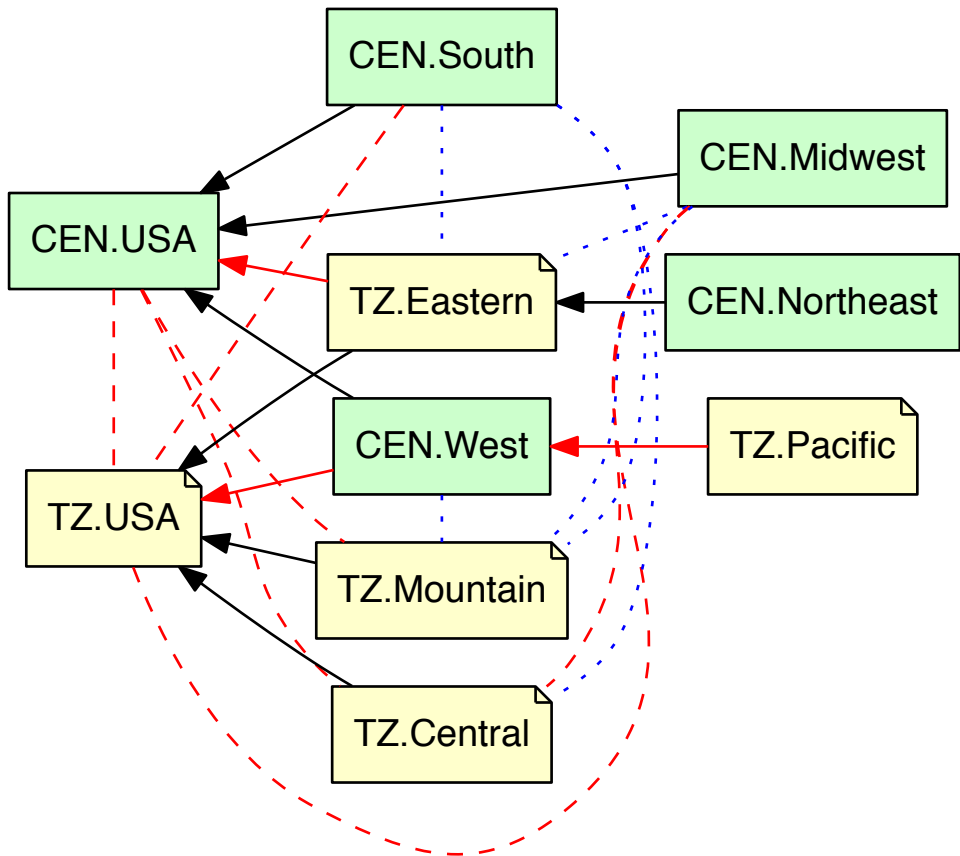 CEN.South
CEN.Midwest
CEN.USA
TZ.Eastern
CEN.Northeast
CEN.West
TZ.Pacific
TZ.USA
TZ.Mountain
TZ.Central